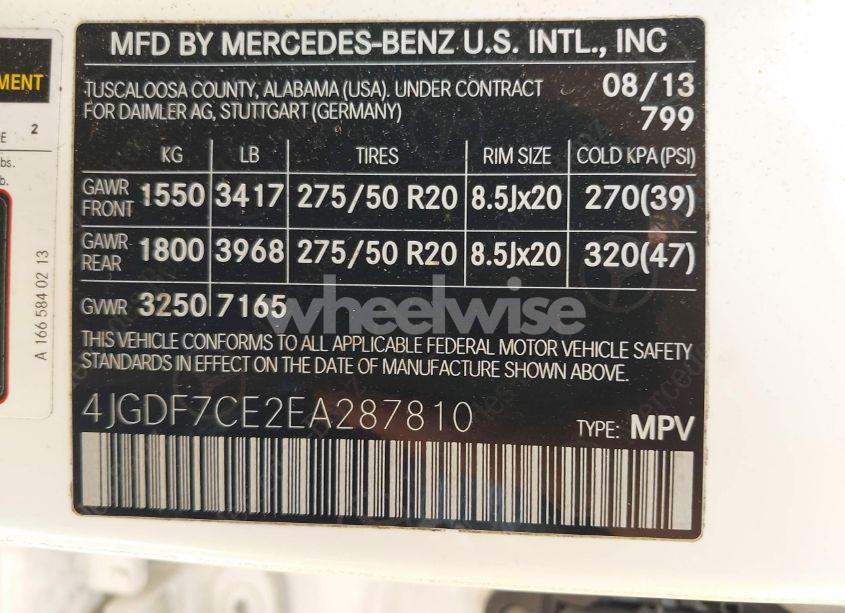 MFD BY MERCEDES-BENZ U.S. INTL., INC
TUSCALOOSA COUNTY, ALABAMA (USA). UNDER CONTRACT
FOR DAIMLER AG, STUTTGART (GERMANY)
08/13
799
KG LB TIRES RIM SIZE COLD KPA (PSI)
GAWR FRONT 1550 3417 275/50 R20 8.5Jx20 270(39)
GAWR REAR 1800 3968 275/50 R20 8.5Jx20 320(47)
GVWR 3250 7165
wheelwise
THIS VEHICLE CONFORMS TO ALL APPLICABLE FEDERAL MOTOR VEHICLE SAFETY
STANDARDS IN EFFECT ON THE DATE OF MANUFACTURE SHOWN ABOVE.
4JGDF7CE2EA287810
TYPE: MPV
A 166 584 02 13
2